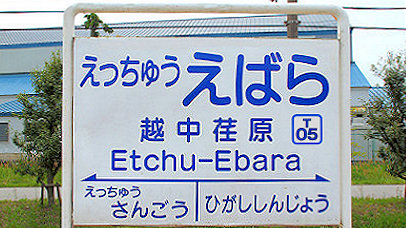 えっちゅう えばら
越中荏原 T05
Etchu-Ebara
えっちゅう
さんごう ひがししんじょう